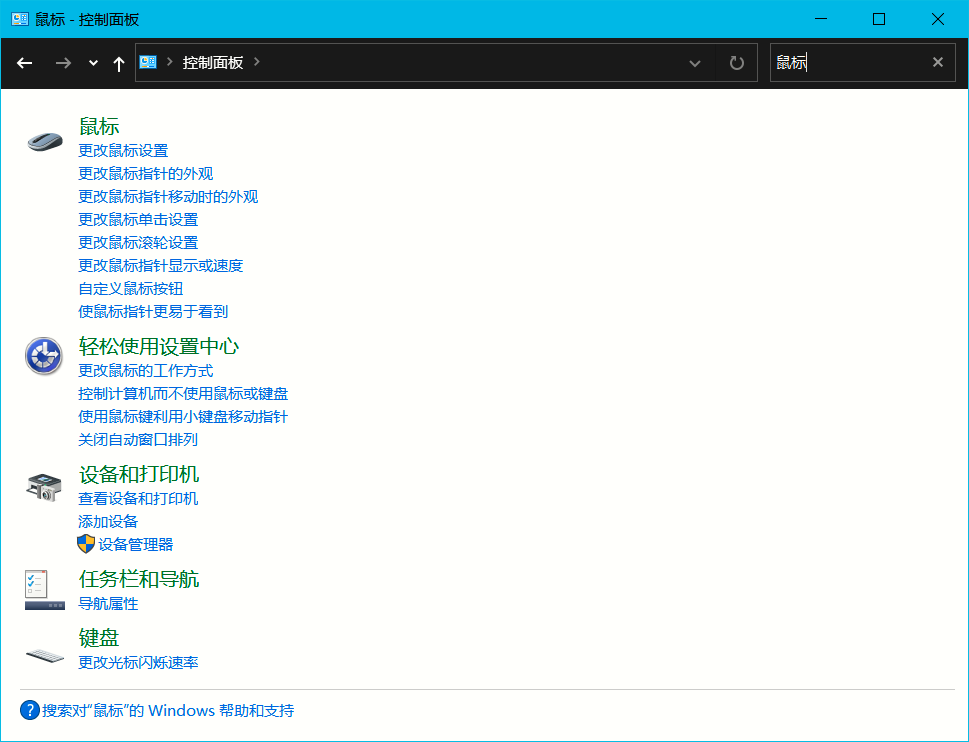 鼠标 - 控制面板
控制面板
鼠标
鼠标
更改鼠标设置
更改鼠标指针的外观
更改鼠标指针移动时的外观
更改鼠标单击设置
更改鼠标滚轮设置
更改鼠标指针显示或速度
自定义鼠标按钮
使鼠标指针更易于看到
轻松使用设置中心
更改鼠标的工作方式
控制计算机而不使用鼠标或键盘
使用鼠标键利用小键盘移动指针
关闭自动窗口排列
设备和打印机
查看设备和打印机
添加设备
设备管理器
任务栏和导航
导航属性
键盘
更改光标闪烁速率
搜索对"鼠标"的 Windows 帮助和支持